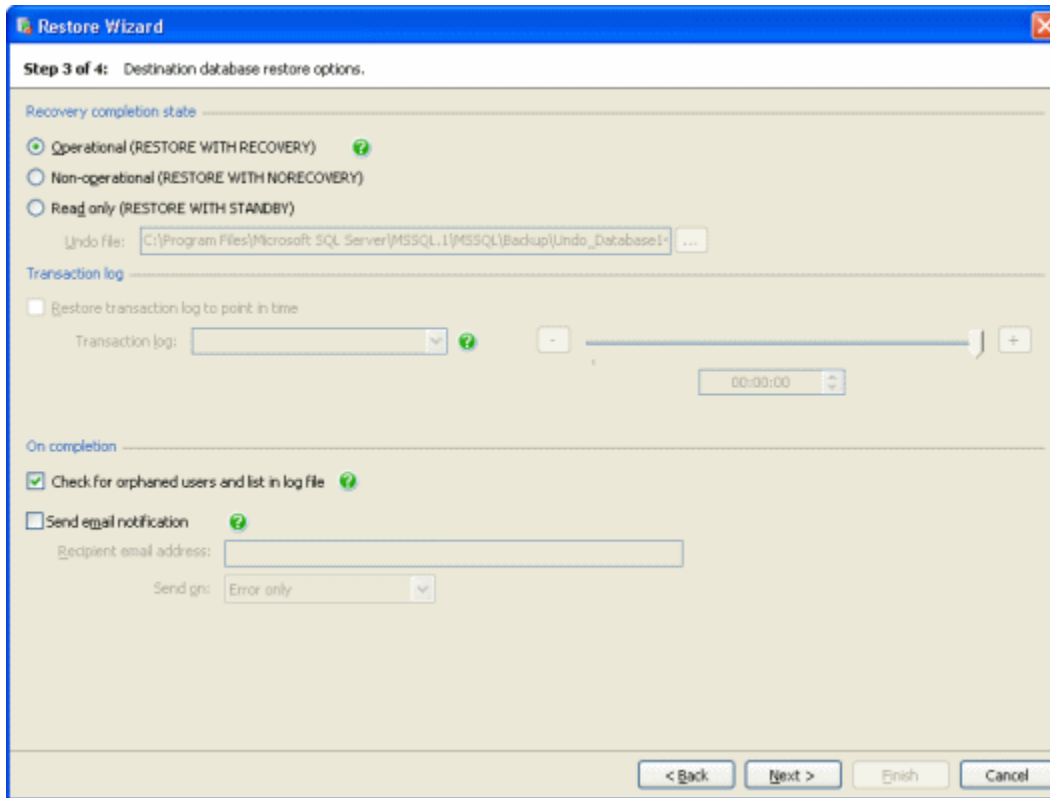 Restore Wizard
Step 3 of 4: Destination database restore options.
Recovery completion state
Operational (RESTORE WITH RECOVERY)
Non-operational (RESTORE WITH NORECOVERY)
Read only (RESTORE WITH STANDBY)
Undo file: C:\Program Files\Microsoft SQL Server\MSSQL.1\MSSQL\Backup\Undo_Database1 ...
Transaction log
Restore transaction log to point in time
Transaction log: - +
00:00:00
On completion
Check for orphaned users and list in log file
Send email notification
Recipient email address:
Send on: Error only
< Back Next > Finish Cancel